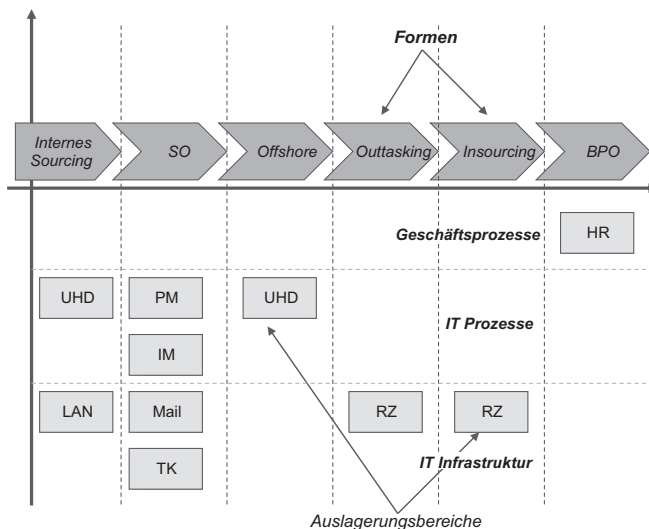 Formen
Internes
Sourcing
SO
Offshore
Outtasking
Insourcing
BPO
Geschäftsprozesse
HR
UHD
PM
UHD
IT Prozesse
IM
LAN
Mail
RZ
RZ
IT Infrastruktur
TK
Auslagerungsbereiche